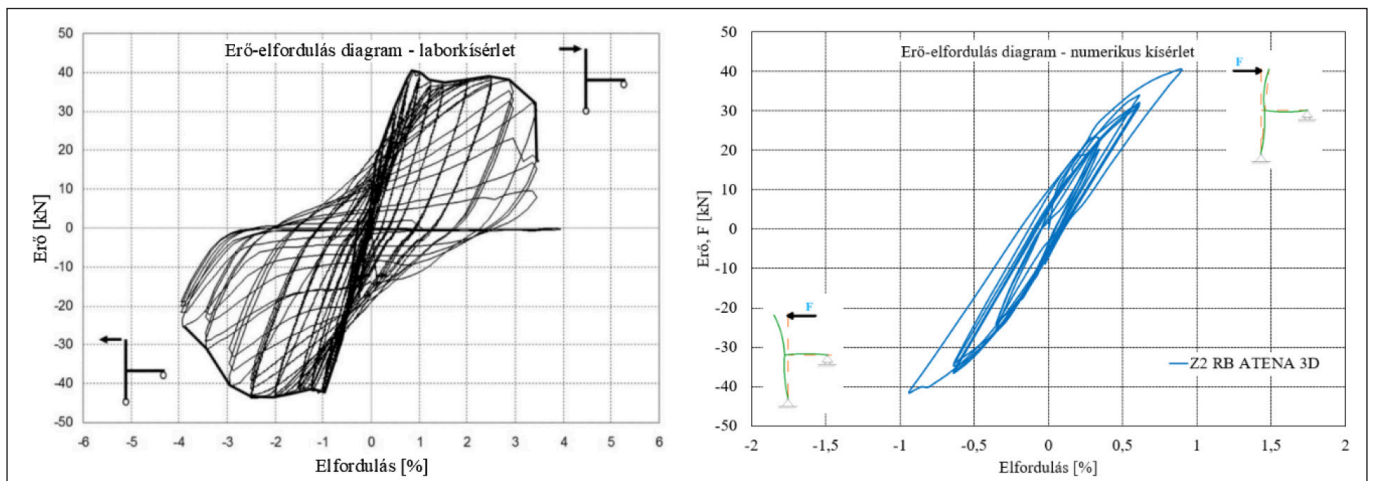 Erő-elfordulás diagram - laborkísérlet
Erő [kN]
50
40
30
20
10
0
-10
-20
-30
-40
-50
-6 -5 -4 -3 -2 -1 0 1 2 3 4 5 6
Elfordulás [%]
Erő-elfordulás diagram - numerikus kísérlet
Erő, F [kN]
50
40
30
20
10
0
-10
-20
-30
-40
-50
F
F
Z2 RB ATENA 3D
-2 -1,5 -1 -0,5 0 0,5 1 1,5 2
Elfordulás [%]